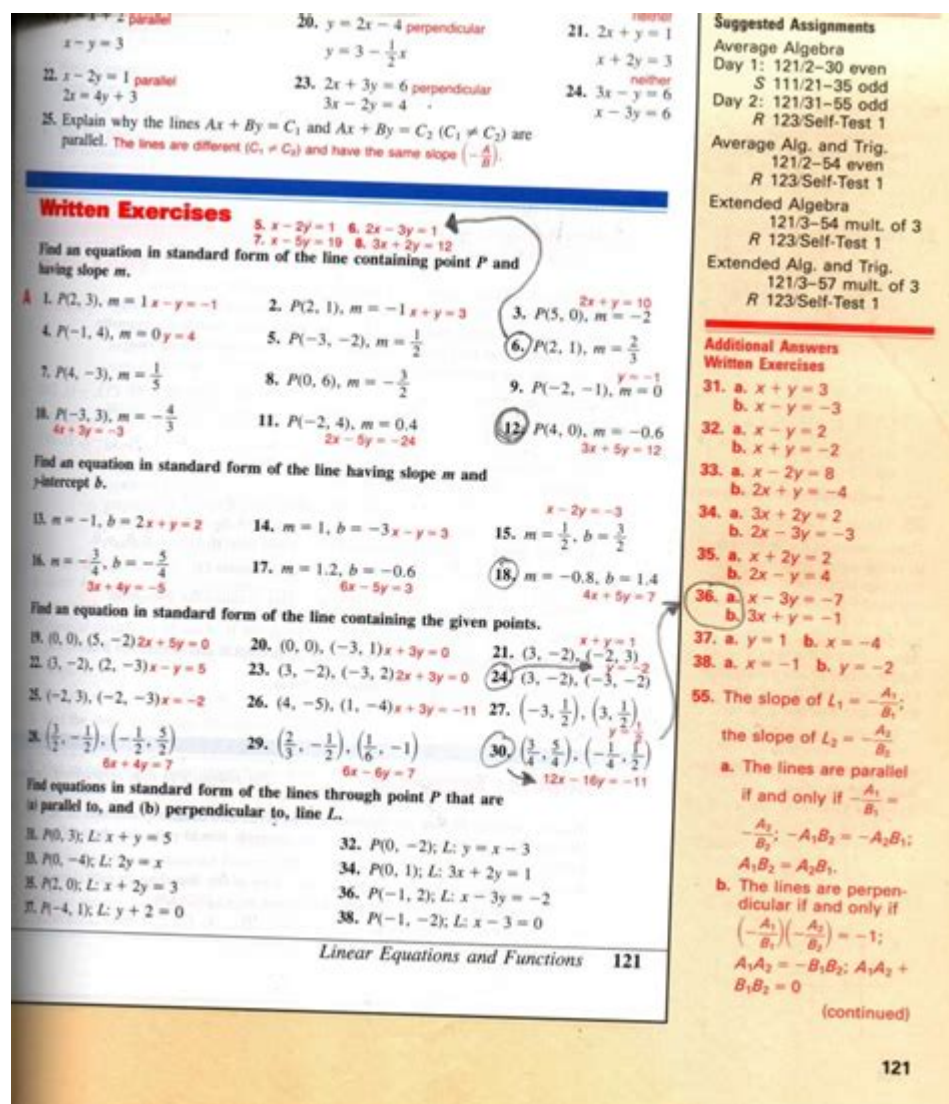 parallel
x - y = 3
20. y = 2x - 4 perpendicular
y = 3 - 1/2 x
neither
21. 2x + y = 1
x + 2y = 3
22. x - 2y = 1 parallel
2x = 4y + 3
23. 2x + 3y = 6 perpendicular
3x - 2y = 4
neither
24. 3x - y = 6
x - 3y = 6
25. Explain why the lines Ax + By = C₁ and Ax + By = C₂ (C₁ ≠ C₂) are
parallel. The lines are different (C₁ ≠ C₂) and have the same slope (-A/B).
Written Exercises
5. x - 2y = 1 6. 2x - 3y = 1
7. x - 5y = 19 8. 3x + 2y = 12
Find an equation in standard form of the line containing point P and
having slope m.
A 1. P(2, 3), m = 1 x - y = -1
2. P(2, 1), m = -1 x + y = 3
2x + y = 10
3. P(5, 0), m = -2
4. P(-1, 4), m = 0 y = 4
5. P(-3, -2), m = 1/2
6. P(2, 1), m = 2/3
7. P(4, -3), m = 1/5
8. P(0, 6), m = -3/2
y = -1
9. P(-2, -1), m = 0
10. P(-3, 3), m = -4/3
4x + 3y = -3
11. P(-2, 4), m = 0.4
2x - 5y = -24
12. P(4, 0), m = -0.6
3x + 5y = 12
Find an equation in standard form of the line having slope m and
y-intercept b.
13. m = -1, b = 2 x + y = 2
14. m = 1, b = -3 x - y = 3
x - 2y = -3
15. m = 1/2, b = 3/2
16. m = -3/4, b = -5/4
3x + 4y = -5
17. m = 1.2, b = -0.6
6x - 5y = 3
18. m = -0.8, b = 1.4
4x + 5y = 7
Find an equation in standard form of the line containing the given points.
19. (0, 0), (5, -2) 2x + 5y = 0
20. (0, 0), (-3, 1) x + 3y = 0
x + y = 1
21. (3, -2), (-2, 3)
22. (3, -2), (2, -3) x - y = 5
23. (3, -2), (-3, 2) 2x + 3y = 0
y = -2
24. (3, -2), (-3, -2)
25. (-2, 3), (-2, -3) x = -2
26. (4, -5), (1, -4) x + 3y = -11
27. (-3, 1/2), (3, 1/2)
y = 1/2
28. (3/2, -1/2), (-1/2, 5/2)
6x + 4y = 7
29. (2/3, -1/2), (1/6, -1)
6x - 6y = 7
30. (3/4, 5/4), (-1/4, 1/2)
12x - 16y = -11
Find equations in standard form of the lines through point P that are
(a) parallel to, and (b) perpendicular to, line L.
31. P(0, 3); L: x + y = 5
32. P(0, -2); L: y = x - 3
33. P(0, -4); L: 2y = x
34. P(0, 1); L: 3x + 2y = 1
35. P(2, 0); L: x + 2y = 3
36. P(-1, 2); L: x - 3y = -2
37. P(-4, 1); L: y + 2 = 0
38. P(-1, -2); L: x - 3 = 0
Linear Equations and Functions 121
Suggested Assignments
Average Algebra
Day 1: 121/2–30 even
S 111/21–35 odd
Day 2: 121/31–55 odd
R 123/Self-Test 1
Average Alg. and Trig.
121/2–54 even
R 123/Self-Test 1
Extended Algebra
121/3–54 mult. of 3
R 123/Self-Test 1
Extended Alg. and Trig.
121/3–57 mult. of 3
R 123/Self-Test 1
Additional Answers
Written Exercises
31. a. x + y = 3
b. x - y = -3
32. a. x - y = 2
b. x + y = -2
33. a. x - 2y = 8
b. 2x + y = -4
34. a. 3x + 2y = 2
b. 2x - 3y = -3
35. a. x + 2y = 2
b. 2x - y = 4
36. a. x - 3y = -7
b. 3x + y = -1
37. a. y = 1 b. x = -4
38. a. x = -1 b. y = -2
55. The slope of L₁ = -A₁/B₁;
the slope of L₂ = -A₂/B₂
a. The lines are parallel
if and only if -A₁/B₁ =
-A₂/B₂; -A₁B₂ = -A₂B₁;
A₁B₂ = A₂B₁.
b. The lines are perpen-
dicular if and only if
(-A₁/B₁)(-A₂/B₂) = -1;
A₁A₂ = -B₁B₂; A₁A₂ +
B₁B₂ = 0
(continued)
121